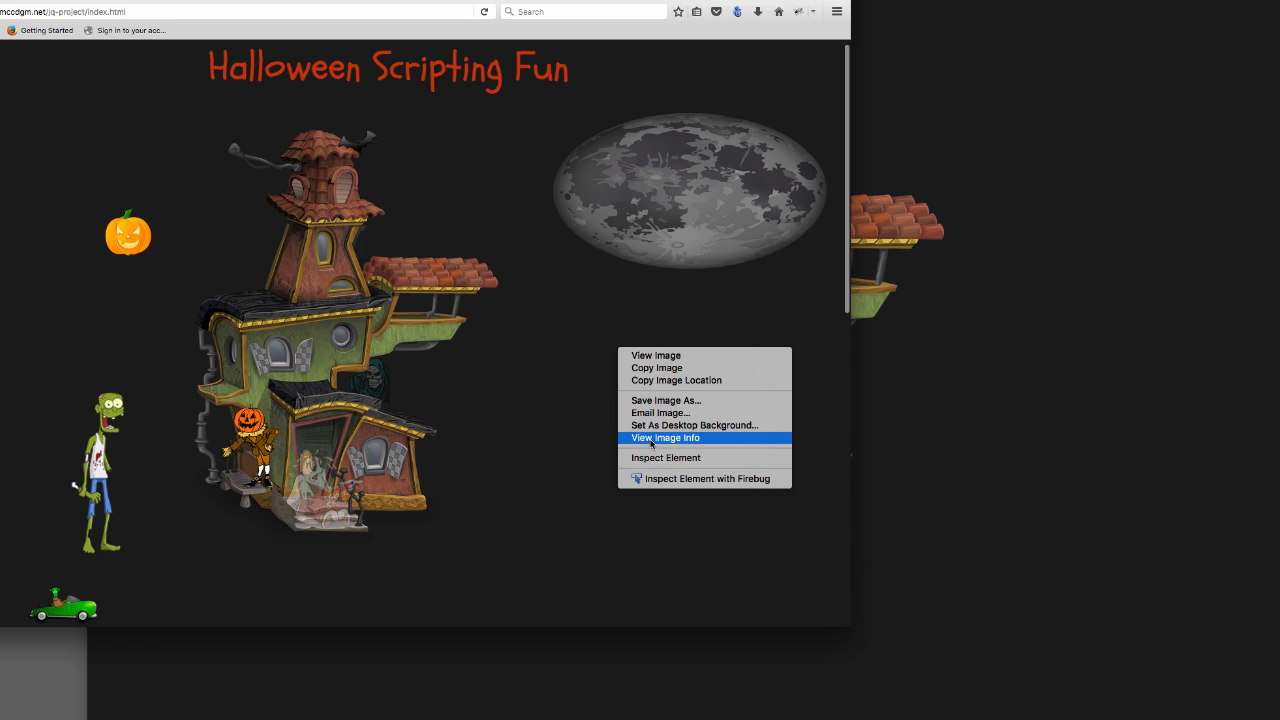 mccdgm.net/jq-project/index.html
Search
Getting Started
Sign in to your acc...
Halloween Scripting Fun
View Image
Copy Image
Copy Image Location
Save Image As...
Email Image...
Set As Desktop Background...
View Image Info
Inspect Element
Inspect Element with Firebug